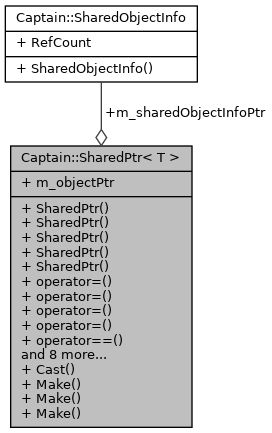 Captain::SharedObjectInfo
+ RefCount
+ SharedObjectInfo()
+m_sharedObjectInfoPtr
Captain::SharedPtr< T >
+ m_objectPtr
+ SharedPtr()
+ SharedPtr()
+ SharedPtr()
+ SharedPtr()
+ SharedPtr()
+ operator=()
+ operator=()
+ operator=()
+ operator=()
+ operator==()
and 8 more...
+ Cast()
+ Make()
+ Make()
+ Make()